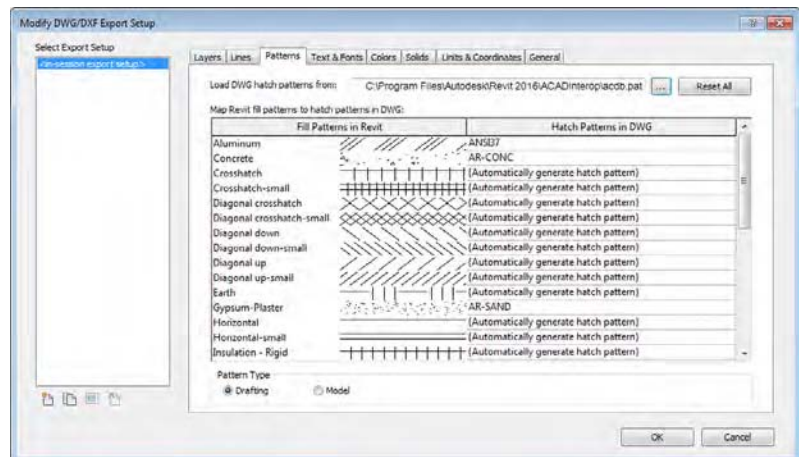 Modify DWG/DXF Export Setup
Select Export Setup
<in-session export setup>
Layers Lines Patterns Text & Fonts Colors Solids Units & Coordinates General
Load DWG hatch patterns from: C:\Program Files\Autodesk\Revit 2016\ACADInterop\acdb.pat ... Reset All
Map Revit fill patterns to hatch patterns in DWG:
Fill Patterns in Revit Hatch Patterns in DWG
Aluminum ANSI37
Concrete AR-CONC
Crosshatch {Automatically generate hatch pattern}
Crosshatch-small {Automatically generate hatch pattern}
Diagonal crosshatch {Automatically generate hatch pattern}
Diagonal crosshatch-small {Automatically generate hatch pattern}
Diagonal down {Automatically generate hatch pattern}
Diagonal down-small {Automatically generate hatch pattern}
Diagonal up {Automatically generate hatch pattern}
Diagonal up-small {Automatically generate hatch pattern}
Earth {Automatically generate hatch pattern}
Gypsum-Plaster AR-SAND
Horizontal {Automatically generate hatch pattern}
Horizontal-small {Automatically generate hatch pattern}
Insulation - Rigid {Automatically generate hatch pattern}
Pattern Type
Drafting Model
OK Cancel